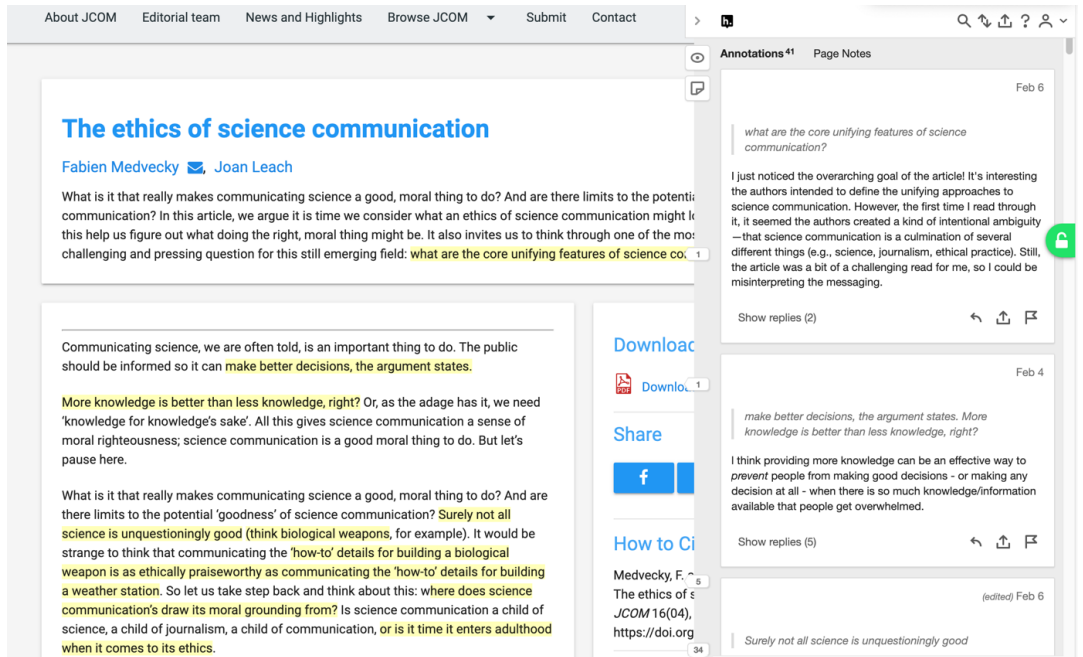 About JCOM Editorial team News and Highlights Browse JCOM Submit Contact
The ethics of science communication
Fabien Medvecky , Joan Leach
What is it that really makes communicating science a good, moral thing to do? And are there limits to the
communication? In this article, we argue it is time we consider what an ethics of science communication might
this help us figure out what doing the right, moral thing might be. It also invites us to think through one of the
challenging and pressing question for this still emerging field: what are the core unifying features of science
Communicating science, we are often told, is an important thing to do. The public
should be informed so it can make better decisions, the argument states.
More knowledge is better than less knowledge, right? Or, as the adage has it, we need
‘knowledge for knowledge’s sake’. All this gives science communication a sense of
moral righteousness; science communication is a good moral thing to do. But let’s
pause here.
What is it that really makes communicating science a good, moral thing to do? And are
there limits to the potential ‘goodness’ of science communication? Surely not all
science is unquestioningly good (think biological weapons, for example). It would be
strange to think that communicating the ‘how-to’ details for building a biological
weapon is as ethically praiseworthy as communicating the ‘how-to’ details for building
a weather station. So let us take step back and think about this: where does science
communication’s draw its moral grounding from? Is science communication a child of
science, a child of journalism, a child of communication, or is it time it enters adulthood
when it comes to its ethics.
Download
PDF Downlo
Share
f
How to Ci
Medvecky, F.
The ethics of s
JCOM 16(04),
https://doi.org
1
1
5
34
h.
?
Annotations 41 Page Notes
Feb 6
what are the core unifying features of science
communication?
I just noticed the overarching goal of the article! It's interesting
the authors intended to define the unifying approaches to
science communication. However, the first time I read through
it, it seemed the authors created a kind of intentional ambiguity
—that science communication is a culmination of several
different things (e.g., science, journalism, ethical practice). Still,
the article was a bit of a challenging read for me, so I could be
misinterpreting the messaging.
Show replies (2)
Feb 4
make better decisions, the argument states. More
knowledge is better than less knowledge, right?
I think providing more knowledge can be an effective way to
prevent people from making good decisions - or making any
decision at all - when there is so much knowledge/information
available that people get overwhelmed.
Show replies (5)
(edited) Feb 6
Surely not all science is unquestioningly good